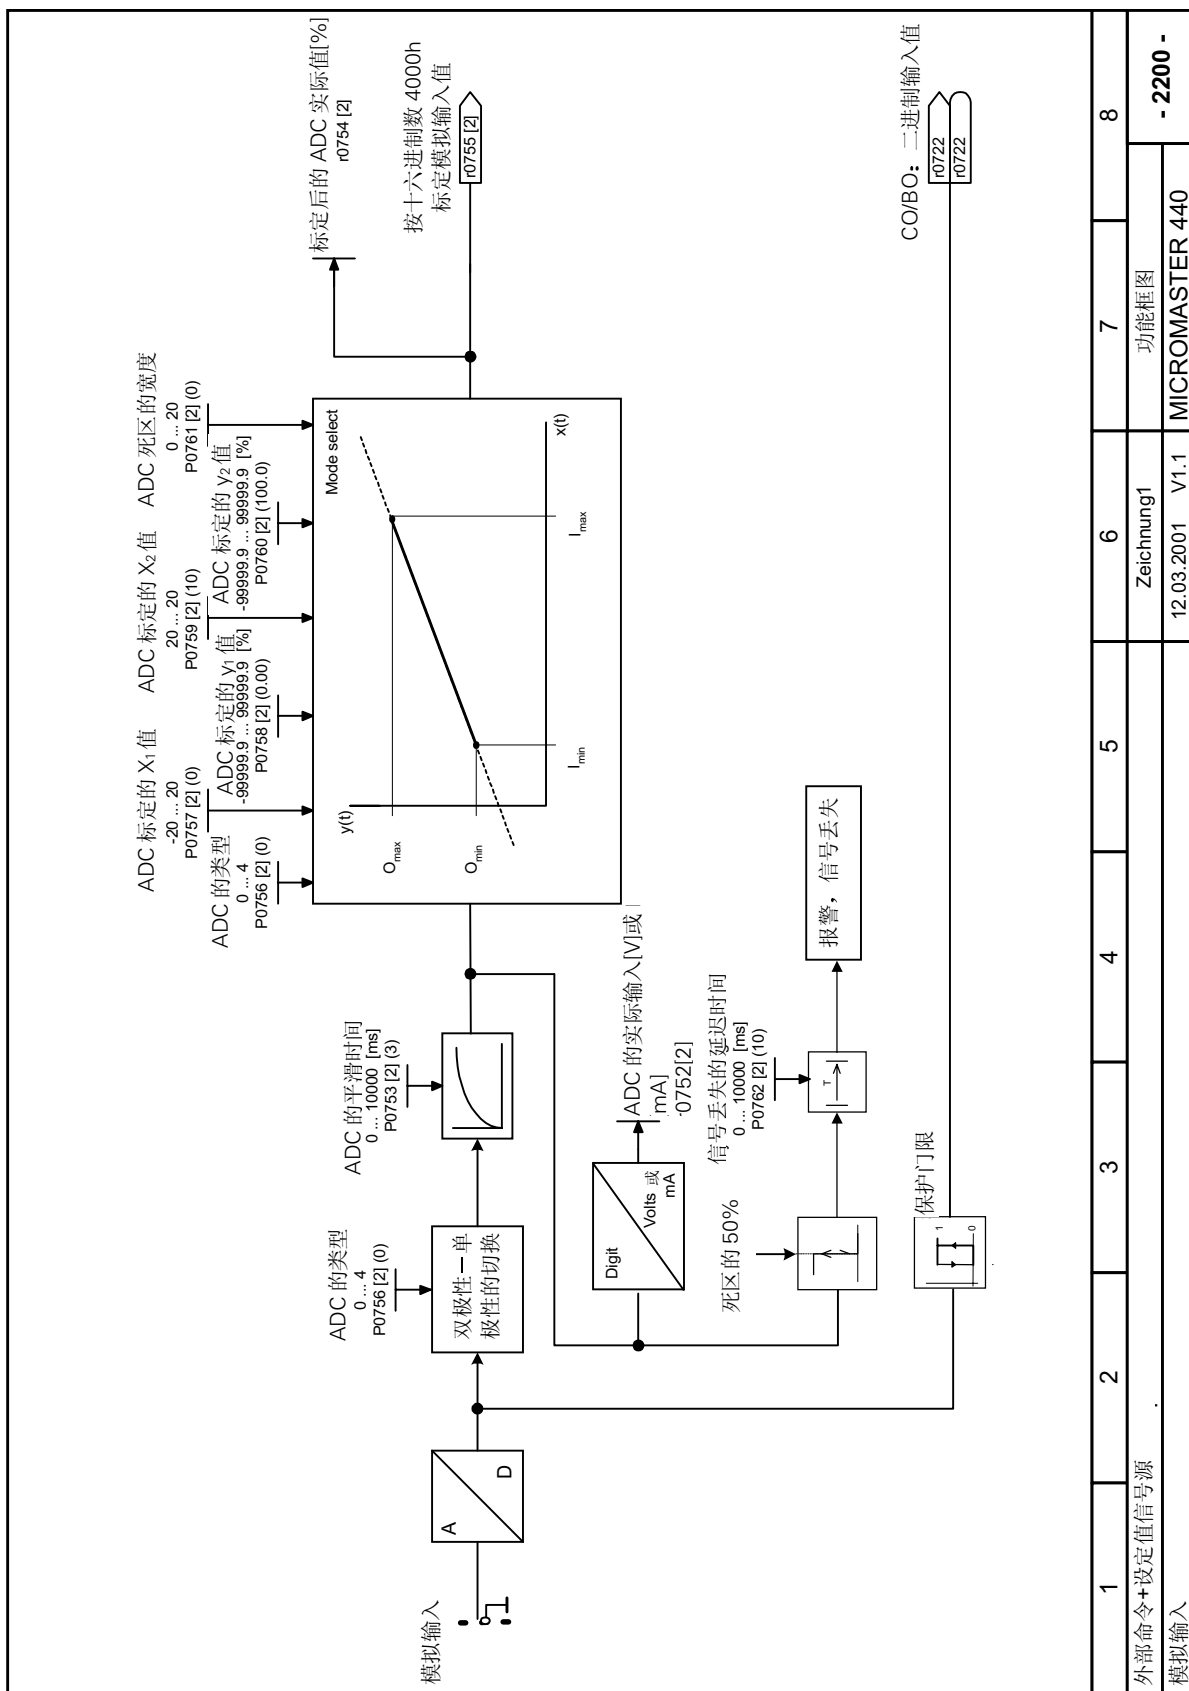 模拟输入
A
D
ADC 的类型
0 ... 4
P0756 [2] (0)
双极性一单
极性的切换
ADC 的平滑时间
0 ... 10000 [ms]
P0753 [2] (3)
ADC 的类型
0 ... 4
P0756 [2] (0)
ADC 标定的 X1 值
-20 ... 20
P0757 [2] (0)
ADC 标定的 y1 值
-99999.9 ... 99999.9 [%]
P0758 [2] (0.00)
ADC 标定的 X2 值
20 ... 20
P0759 [2] (10)
ADC 标定的 y2 值
-99999.9 ... 99999.9 [%]
P0760 [2] (100.0)
ADC 死区的宽度
0 ... 20
P0761 [2] (0)
Mode select
y(t)
x(t)
Omax
Omin
Imin
Imax
标定后的 ADC 实际值[%]
r0754 [2]
按十六进制数 4000h
标定模拟输入值
r0755 [2]
Digit
Volts 或
mA
ADC 的实际输入[V]或
mA]
0752[2]
死区的 50%
信号丢失的延迟时间
0 ... 10000 [ms]
P0762 [2] (10)
T
报警，信号丢失
保护门限
1
0
CO/BO：二进制输入值
r0722
r0722
1 2 3 4 5 6 7 8
外部命令+设定值信号源
Zeichnung1
功能框图
- 2200 -
模拟输入
12.03.2001 V1.1
MICROMASTER 440